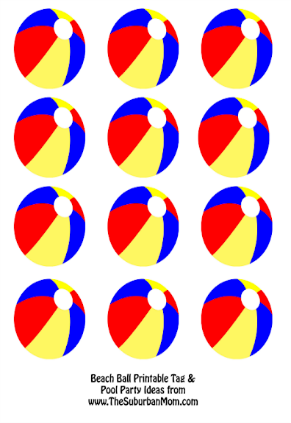 Beach Ball Printable Tag &
Pool Party Ideas from
www.TheSuburbanMom.com